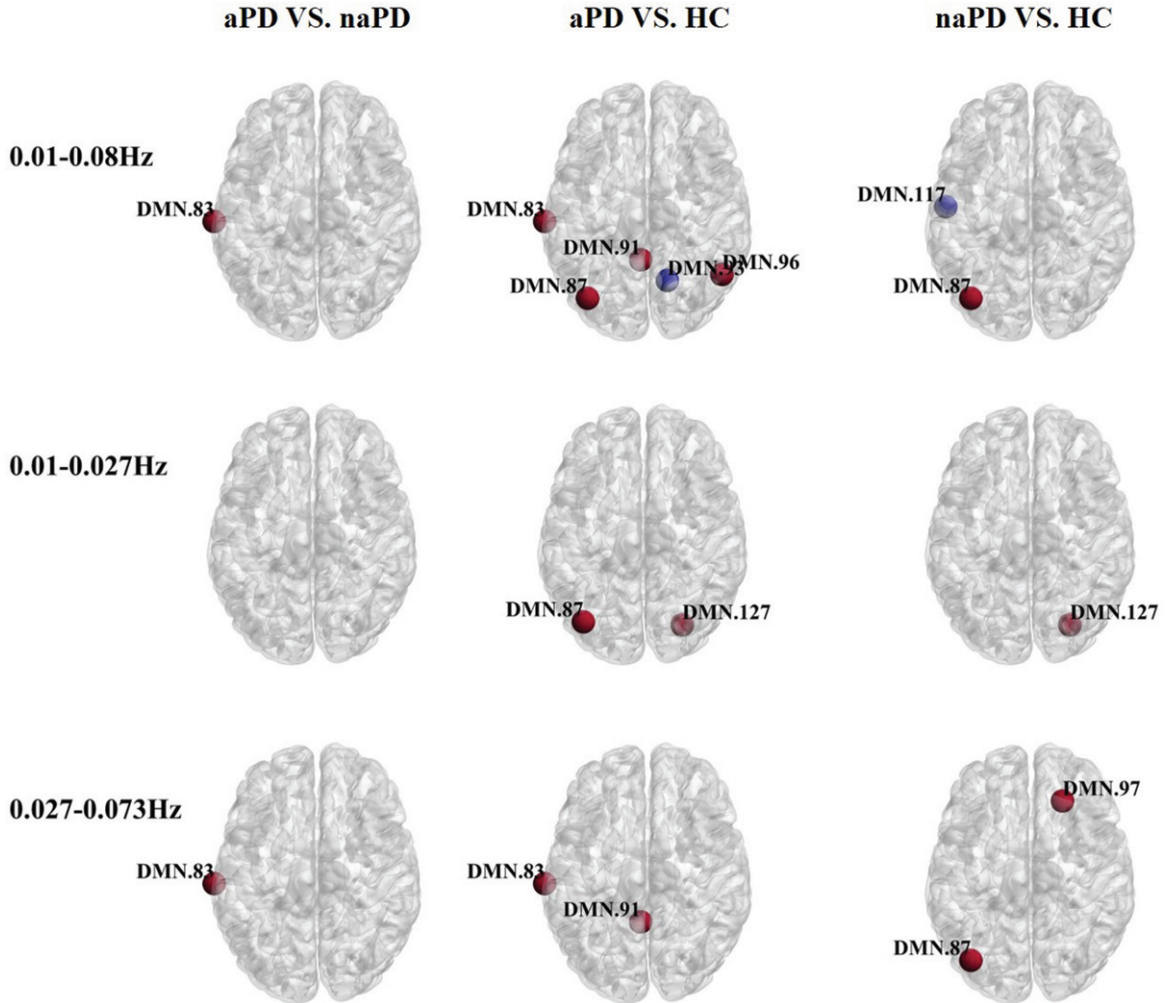 aPD VS. naPD
aPD VS. HC
naPD VS. HC
0.01-0.08Hz
DMN.83
DMN.83
DMN.91
DMN.93
DMN.96
DMN.87
DMN.117
DMN.87
0.01-0.027Hz
DMN.87
DMN.127
DMN.127
0.027-0.073Hz
DMN.83
DMN.83
DMN.91
DMN.97
DMN.87